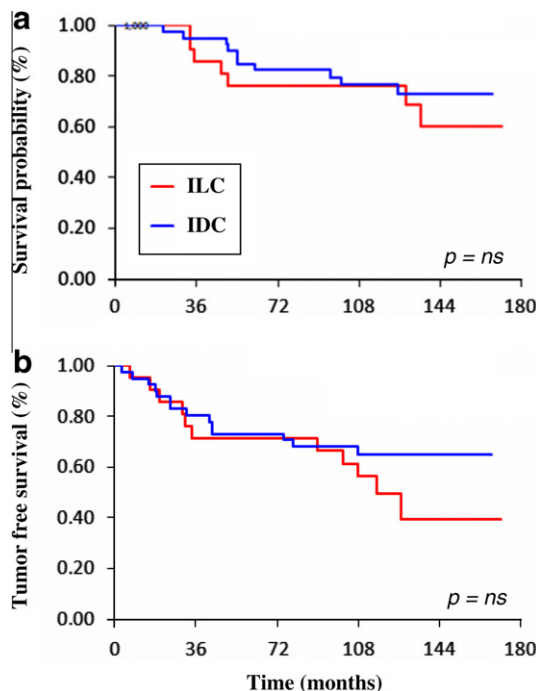 a
1,000
Survival probability (%)
1.00
0.80
0.60
0.40
0.20
0.00
ILC
IDC
p = ns
0 36 72 108 144 180
b
Tumor free survival (%)
1.00
0.80
0.60
0.40
0.20
0.00
p = ns
0 36 72 108 144 180
Time (months)